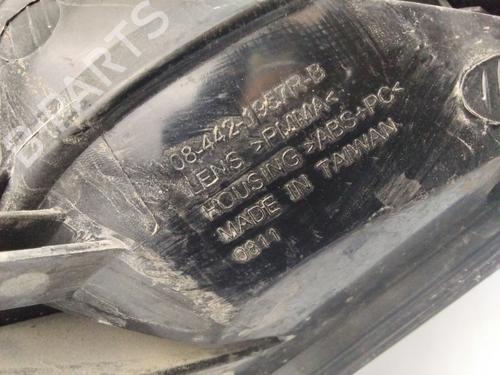 B-PARTS
08-442-1957R-B
LENS >PMMA<
HOUSING >ABS+PC<
MADE IN TAIWAN
0811